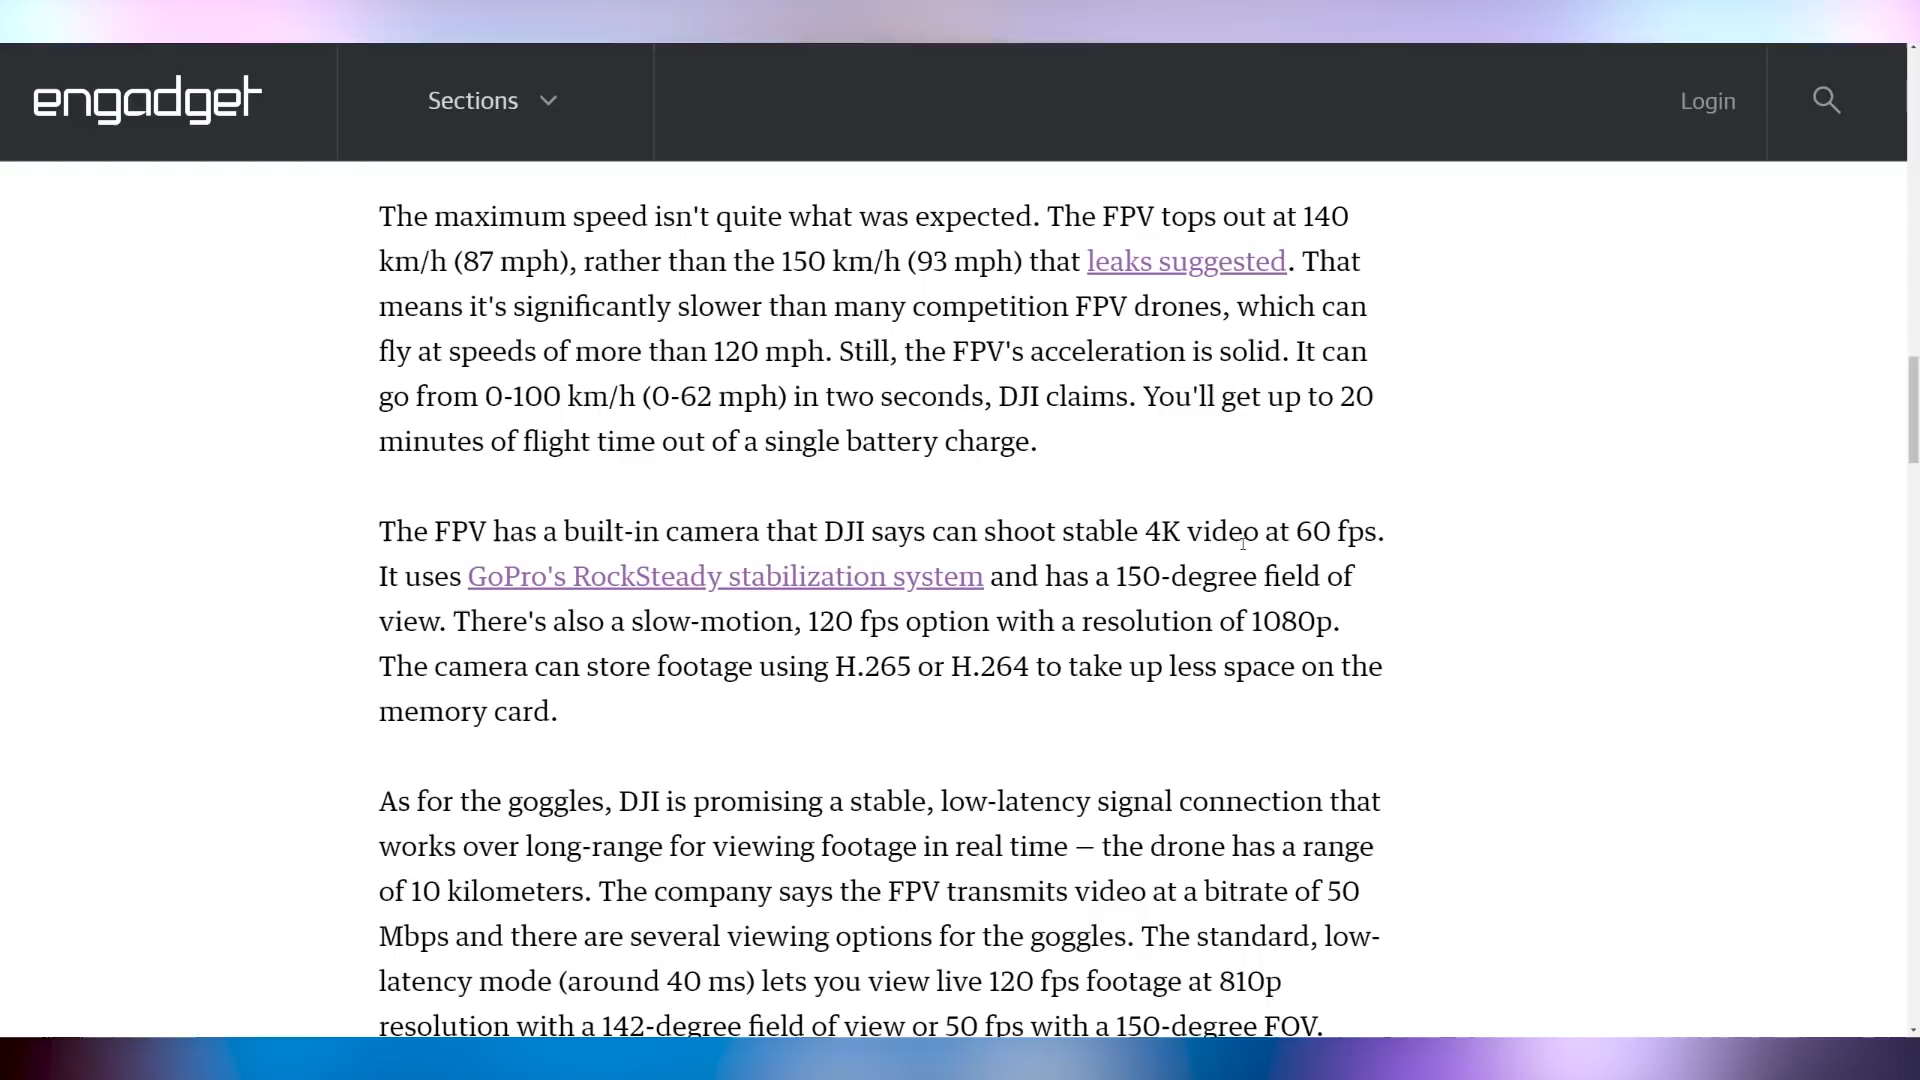 engadget
Sections
Login
The maximum speed isn't quite what was expected. The FPV tops out at 140
km/h (87 mph), rather than the 150 km/h (93 mph) that leaks suggested. That
means it's significantly slower than many competition FPV drones, which can
fly at speeds of more than 120 mph. Still, the FPV's acceleration is solid. It can
go from 0-100 km/h (0-62 mph) in two seconds, DJI claims. You'll get up to 20
minutes of flight time out of a single battery charge.
The FPV has a built-in camera that DJI says can shoot stable 4K video at 60 fps.
It uses GoPro's RockSteady stabilization system and has a 150-degree field of
view. There's also a slow-motion, 120 fps option with a resolution of 1080p.
The camera can store footage using H.265 or H.264 to take up less space on the
memory card.
As for the goggles, DJI is promising a stable, low-latency signal connection that
works over long-range for viewing footage in real time — the drone has a range
of 10 kilometers. The company says the FPV transmits video at a bitrate of 50
Mbps and there are several viewing options for the goggles. The standard, low-
latency mode (around 40 ms) lets you view live 120 fps footage at 810p
resolution with a 142-degree field of view or 50 fps with a 150-degree FOV.